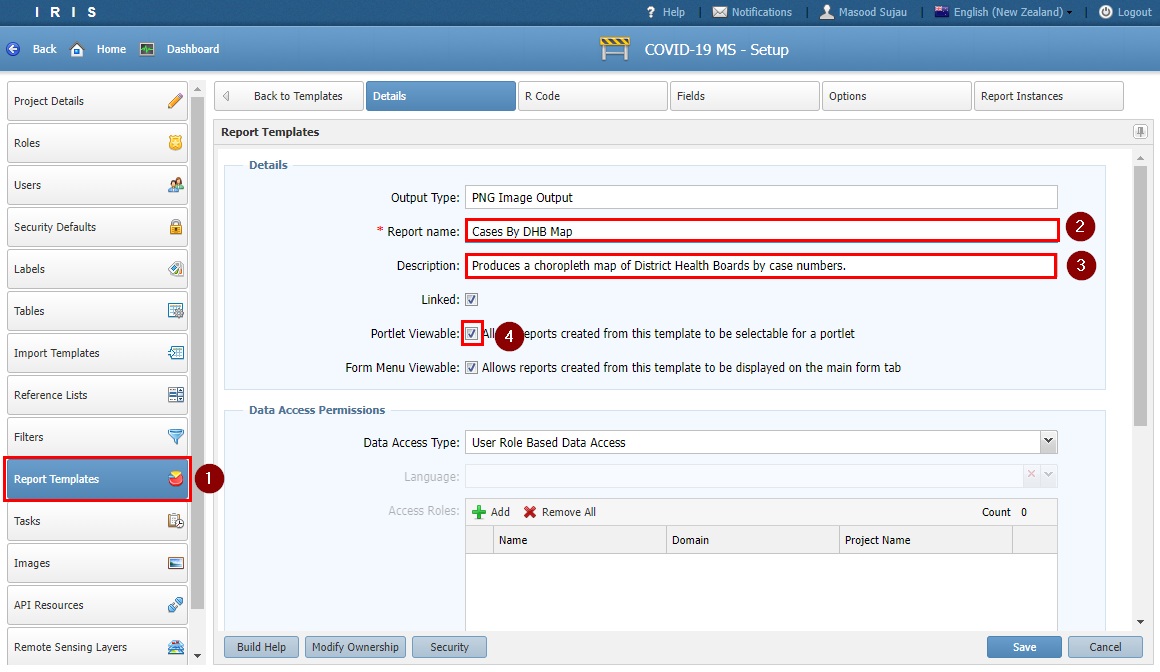 I R I S
? Help
Notifications
Masood Sujau
English (New Zealand)
Logout
Back
Home
Dashboard
COVID-19 MS - Setup
Project Details
Roles
Users
Security Defaults
Labels
Tables
Import Templates
Reference Lists
Filters
Report Templates
1
Tasks
Images
API Resources
Remote Sensing Layers
Back to Templates
Details
R Code
Fields
Options
Report Instances
Report Templates
Details
Output Type: PNG Image Output
* Report name: Cases By DHB Map
2
Description: Produces a choropleth map of District Health Boards by case numbers.
3
Linked:
Portlet Viewable: 4 reports created from this template to be selectable for a portlet
Form Menu Viewable: Allows reports created from this template to be displayed on the main form tab
Data Access Permissions
Data Access Type: User Role Based Data Access
Language:
Access Roles:
Add
Remove All
Count 0
Name
Domain
Project Name
Build Help
Modify Ownership
Security
Save
Cancel